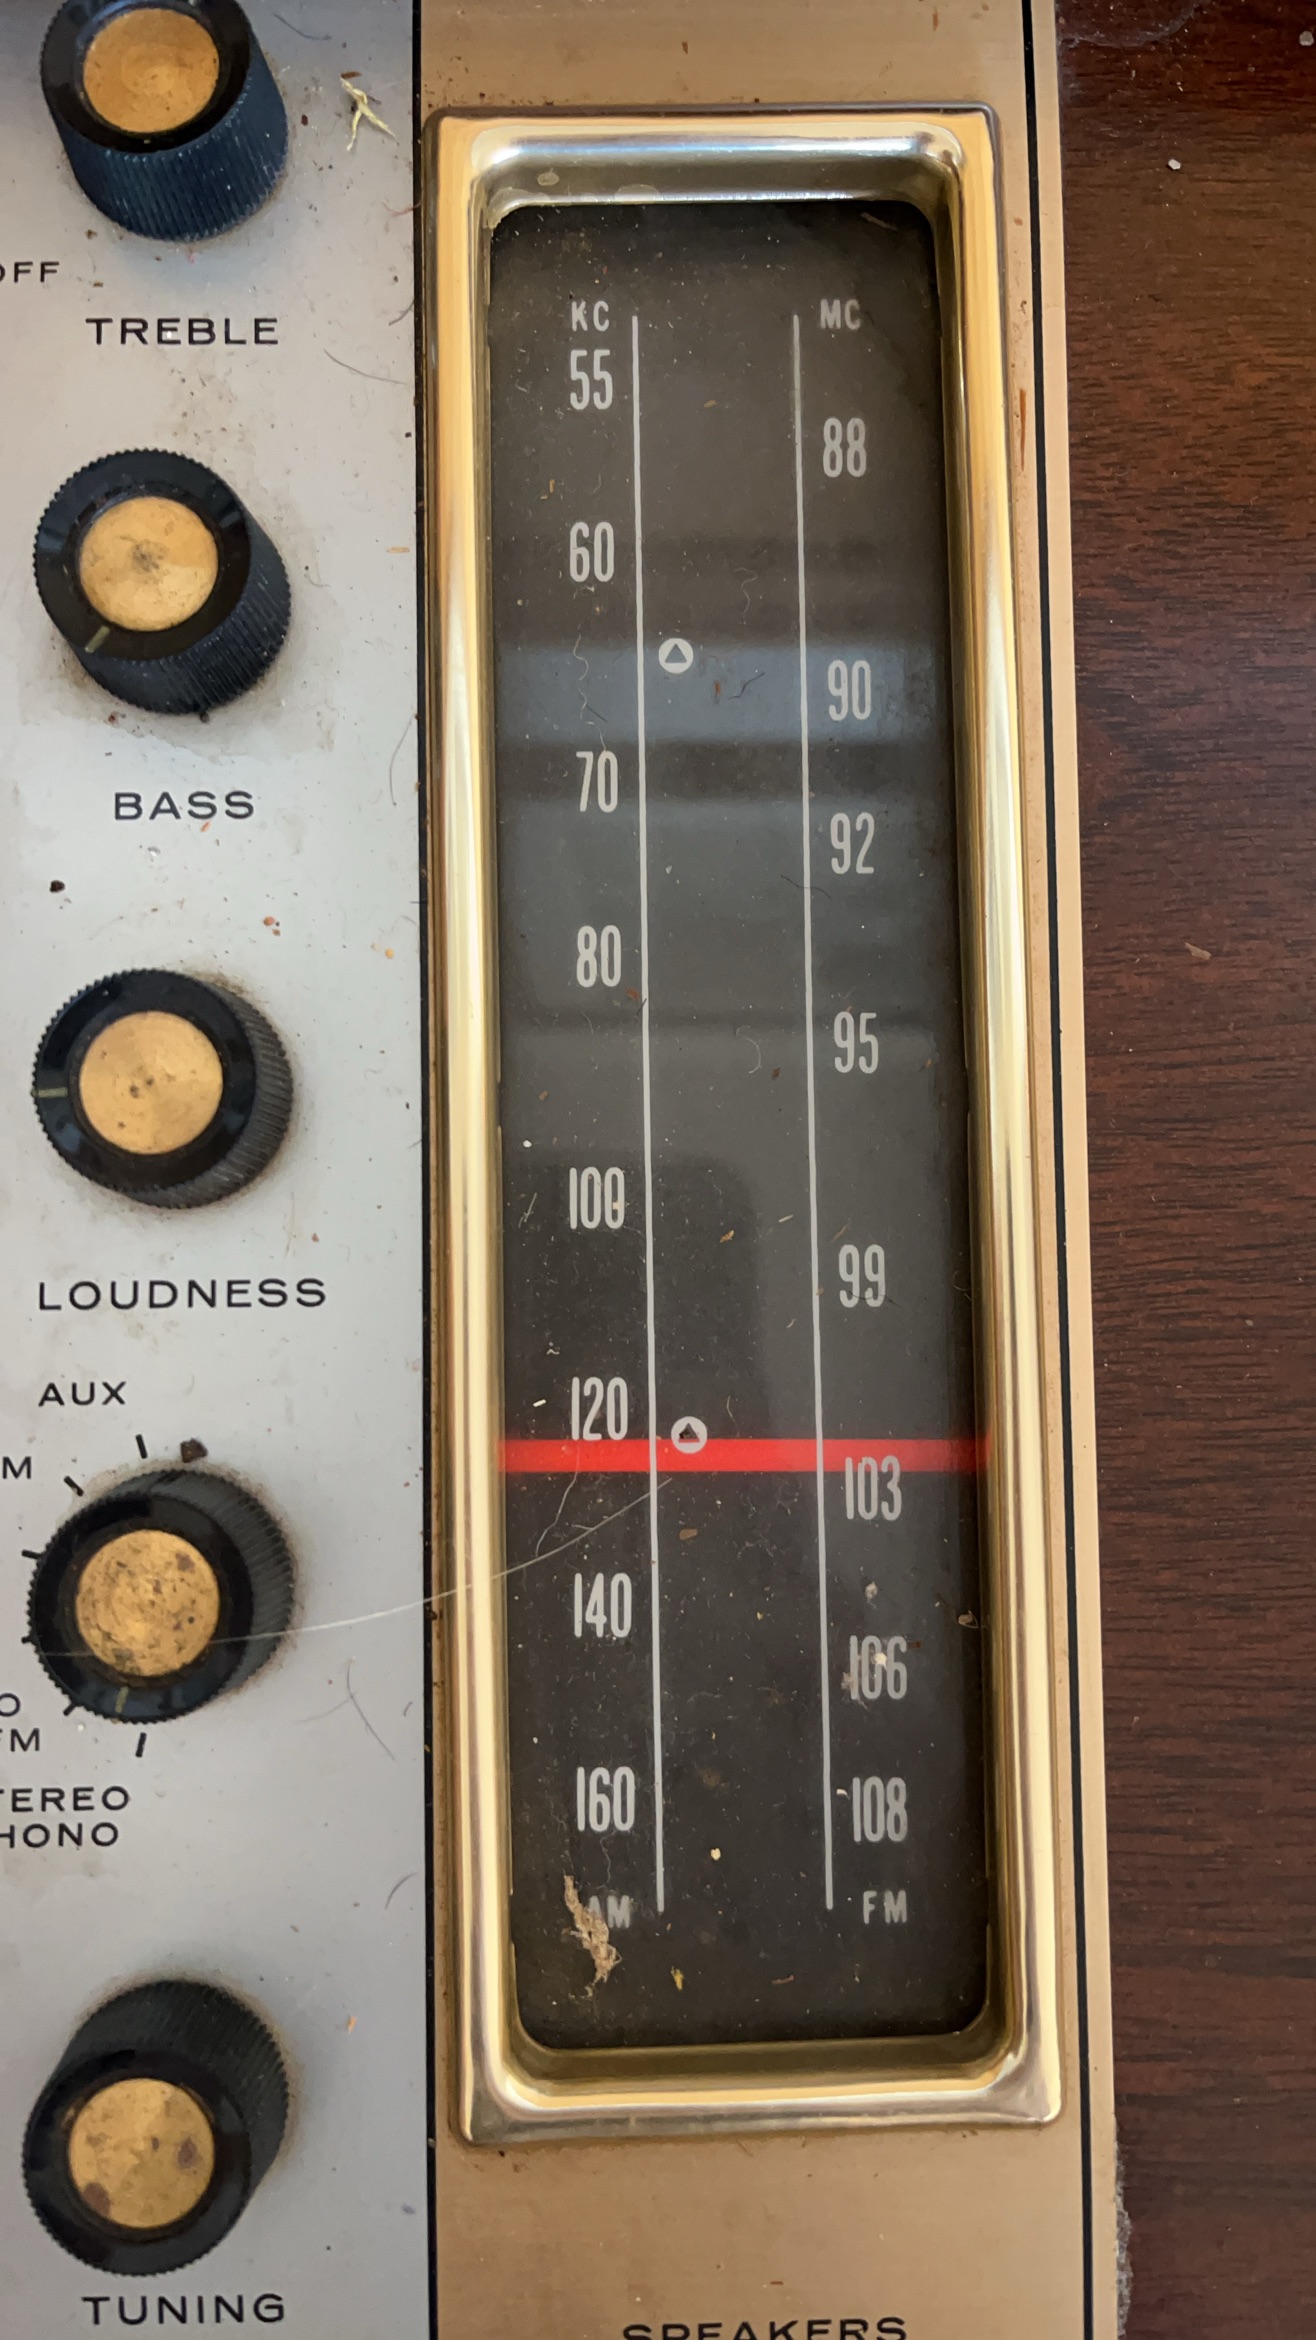 OFF
TREBLE
BASS
LOUDNESS
AUX
M
O
FM
TEREO
HONO
TUNING
KC
55
60
70
80
100
120
140
160
AM
MC
88
90
92
95
99
103
106
108
FM
SPEAKERS